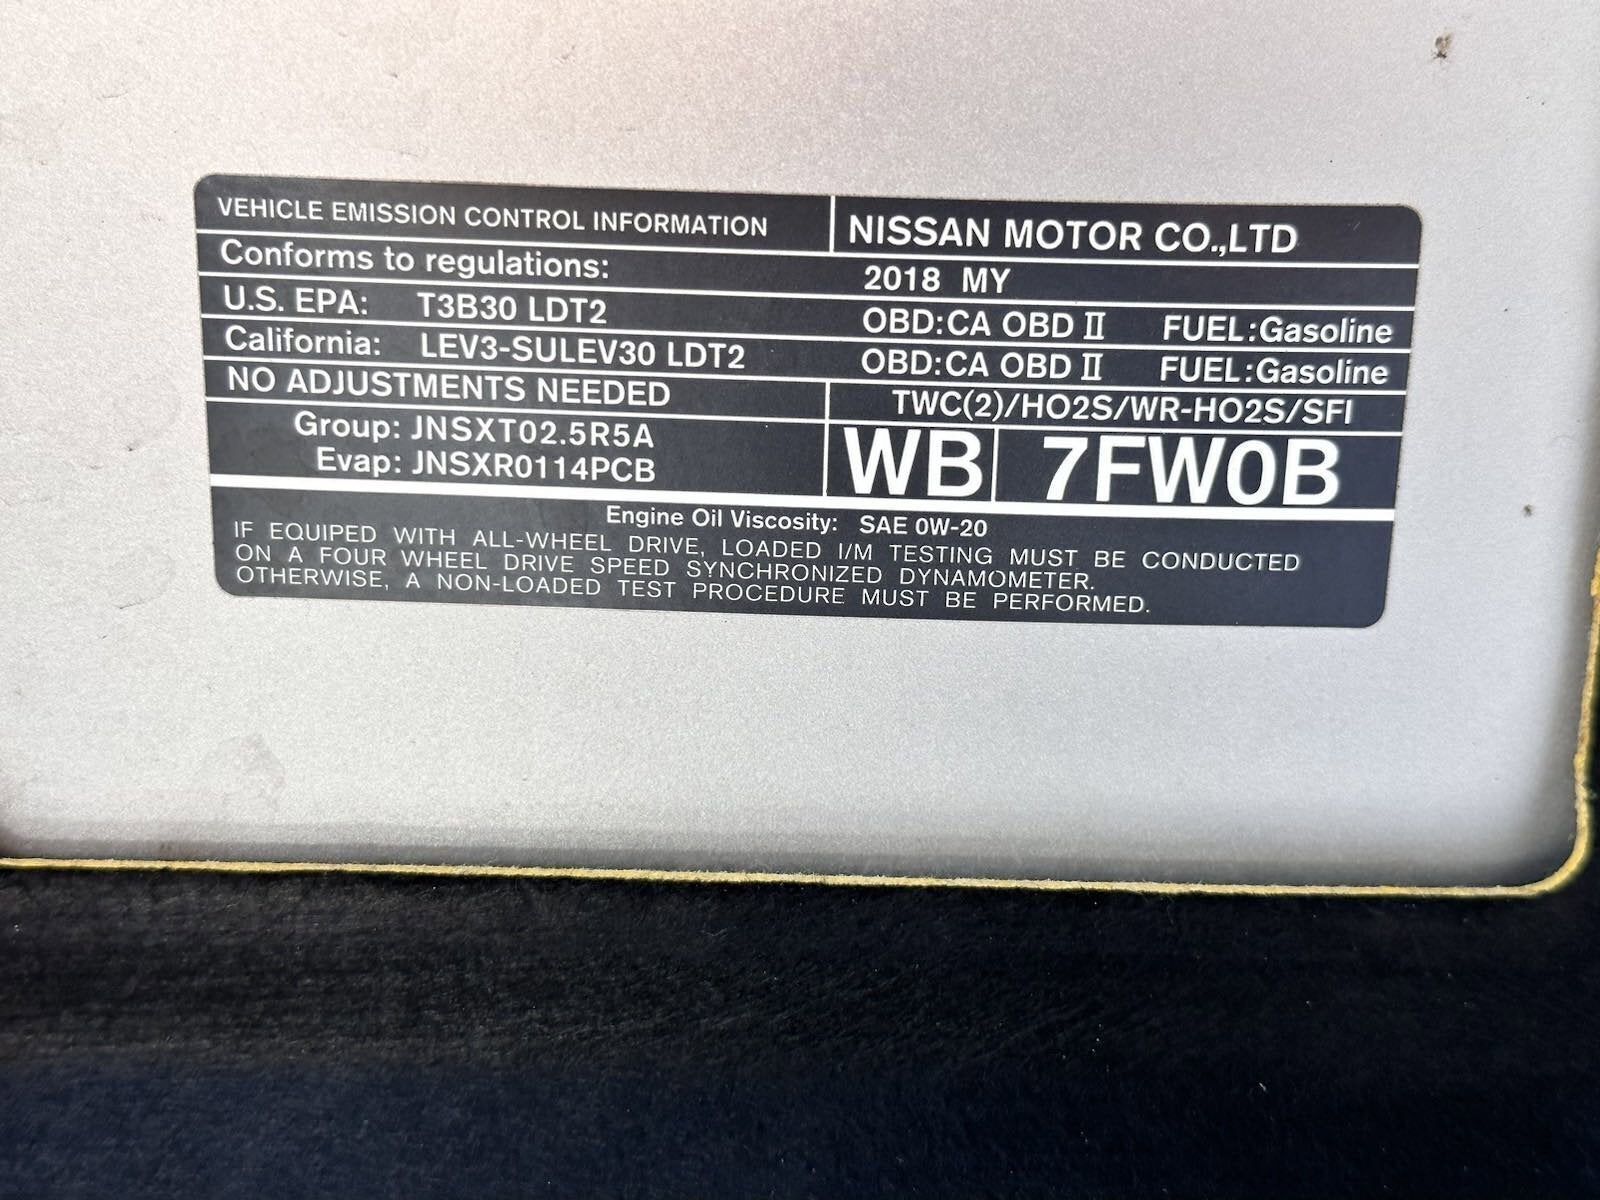 VEHICLE EMISSION CONTROL INFORMATION
NISSAN MOTOR CO.,LTD
Conforms to regulations:
2018 MY
U.S. EPA: T3B30 LDT2 OBD:CA OBD II FUEL:Gasoline
California: LEV3-SULEV30 LDT2 OBD:CA OBD II FUEL:Gasoline
NO ADJUSTMENTS NEEDED
TWC(2)/HO2S/WR-HO2S/SFI
Group: JNSXT02.5R5A
Evap: JNSXR0114PCB
WB 7FW0B
Engine Oil Viscosity: SAE 0W-20
IF EQUIPED WITH ALL-WHEEL DRIVE, LOADED I/M TESTING MUST BE CONDUCTED
ON A FOUR WHEEL DRIVE SPEED SYNCHRONIZED DYNAMOMETER.
OTHERWISE, A NON-LOADED TEST PROCEDURE MUST BE PERFORMED.